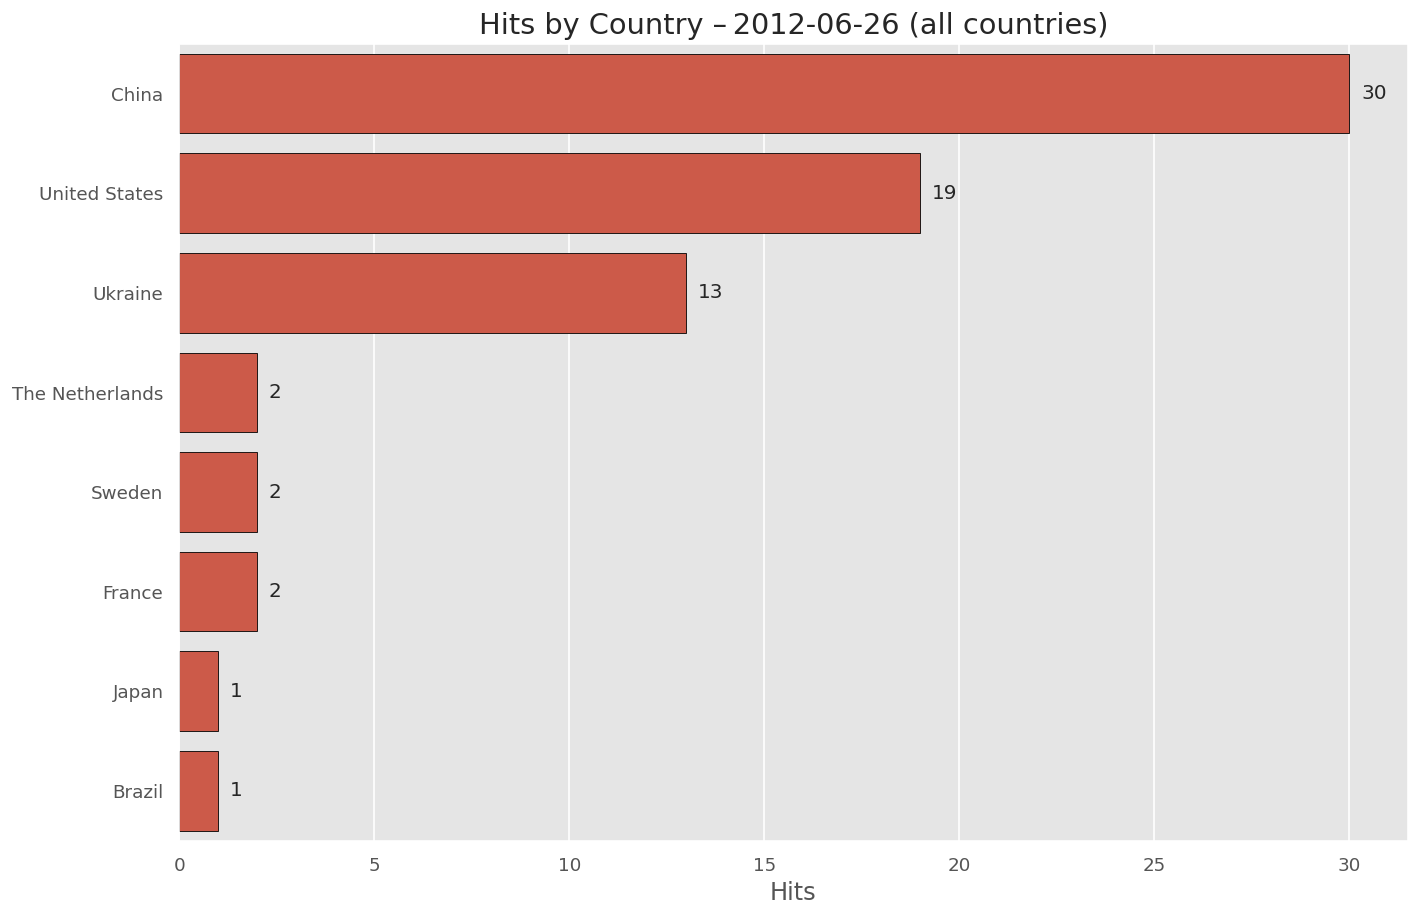 Hits by Country – 2012-06-26 (all countries)
China 30
United States 19
Ukraine 13
The Netherlands 2
Sweden 2
France 2
Japan 1
Brazil 1
0 5 10 15 20 25 30
Hits